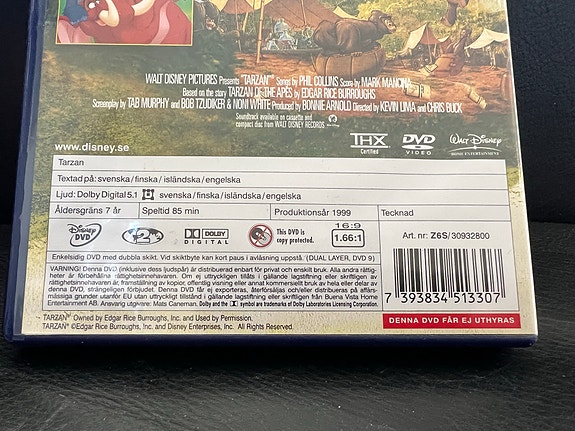 WALT DISNEY PICTURES Presents "TARZAN"® Songs by PHIL COLLINS Score by MARK MANCINA
Based on the story TARZAN OF THE APES by EDGAR RICE BURROUGHS
Screenplay by TAB MURPHY and BOB TZUDIKER & NONI WHITE Produced by BONNIE ARNOLD Directed by KEVIN LIMA and CHRIS BUCK
Soundtrack available on cassette and
compact disc from WALT DISNEY RECORDS
www.disney.se
THX
Certified
DVD
VIDEO
WALT DISNEY
HOME ENTERTAINMENT
Tarzan
Textad på: svenska / finska / isländska / engelska
Ljud: Dolby Digital 5.1 svenska / finska / isländska / engelska
Åldersgräns 7 år
Speltid 85 min
Produktionsår 1999
Tecknad
Disney
DVD
2
DOLBY
DIGITAL
This DVD is
copy protected.
16:9
1.66:1
Art. nr: Z6S/30932800
Enkelsidig DVD med dubbla skikt. Vid skiktbyte kan kort paus i avläsning uppstå. (DUAL LAYER, DVD 9)
VARNING! Denna DVD (inklusive dess ljudspår) är distribuerad enbart för privat och enskilt bruk. Alla andra rättig-
heter är förbehållna rättighetsinnehavaren. Om ej uttryckligen tillåtet i gällande lagstiftning eller skriftligen av
rättighetsinnehavaren, är framställning av kopior, offentlig visning eller annat kommersiellt bruk av hela eller delar av
denna DVD, strängeligen förbjudet. Denna DVD får ej exporteras, återförsäljas och/eller distribueras på affärs-
mässiga grunder utanför EU utan uttryckligt tillstånd i gällande lagstiftning eller skriftligen från Buena Vista Home
Entertainment AB. Ansvarig utgivare: Mats Caneman. "Dolby" and the symbol are trademarks of Dolby Laboratories Licensing Corporation.
7 393834 513307
DENNA DVD FÅR EJ UTHYRAS
TARZAN® Owned by Edgar Rice Burroughs, Inc. and Used by Permission.
TARZAN® ©Edgar Rice Burroughs, Inc. and Disney Enterprises, Inc. All Rights Reserved.